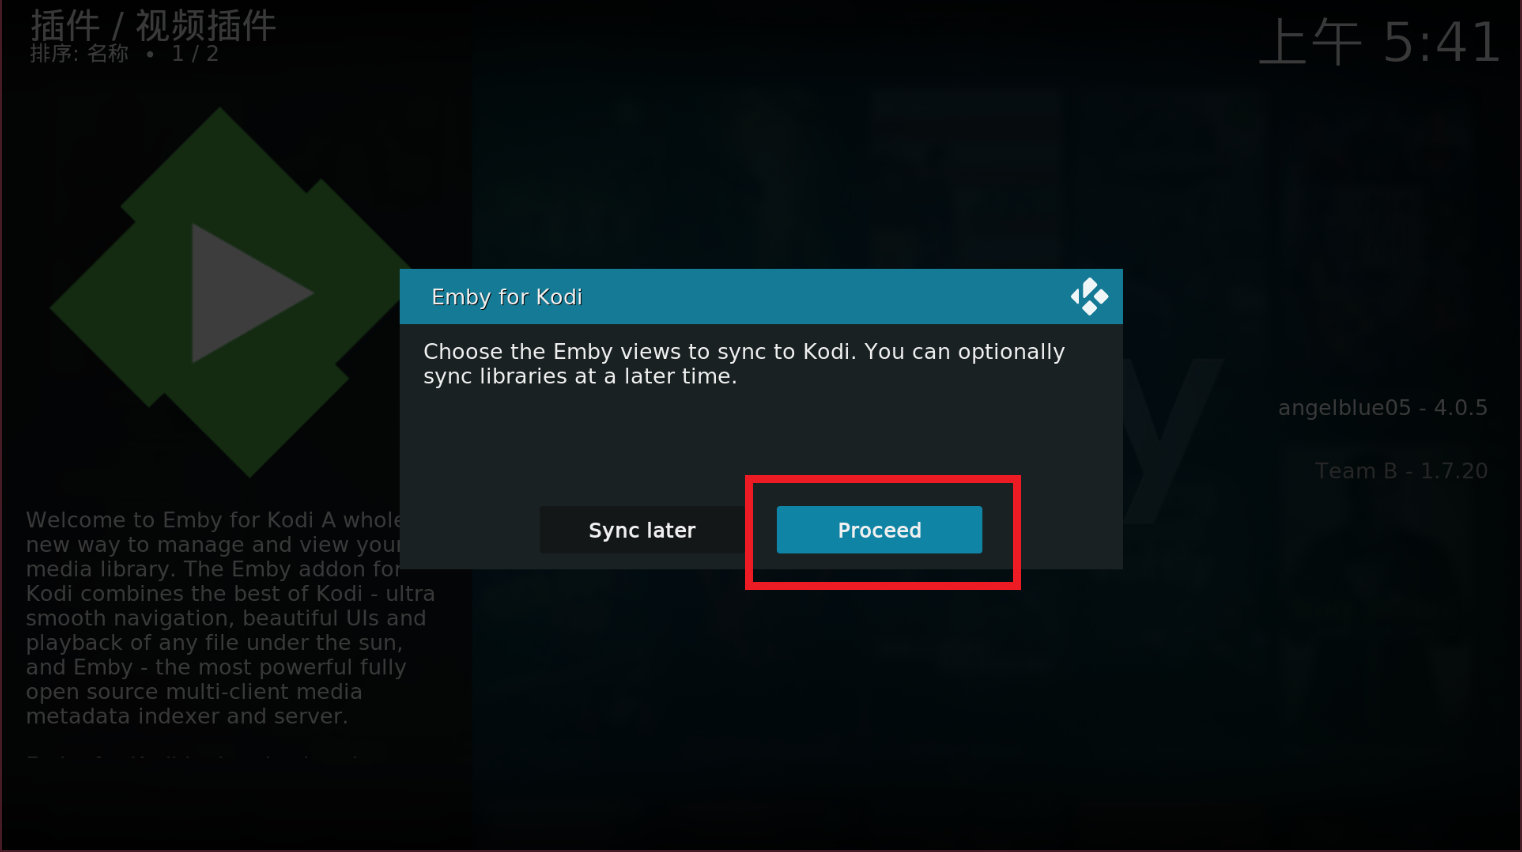 插件 / 视频插件
排序: 名称 • 1 / 2
上午 5:41
Emby for Kodi
Choose the Emby views to sync to Kodi. You can optionally
sync libraries at a later time.
Sync later
Proceed
angelblue05 - 4.0.5
Team B - 1.7.20
Welcome to Emby for Kodi A whole
new way to manage and view your
media library. The Emby addon for
Kodi combines the best of Kodi - ultra
smooth navigation, beautiful UIs and
playback of any file under the sun,
and Emby - the most powerful fully
open source multi-client media
metadata indexer and server.
y